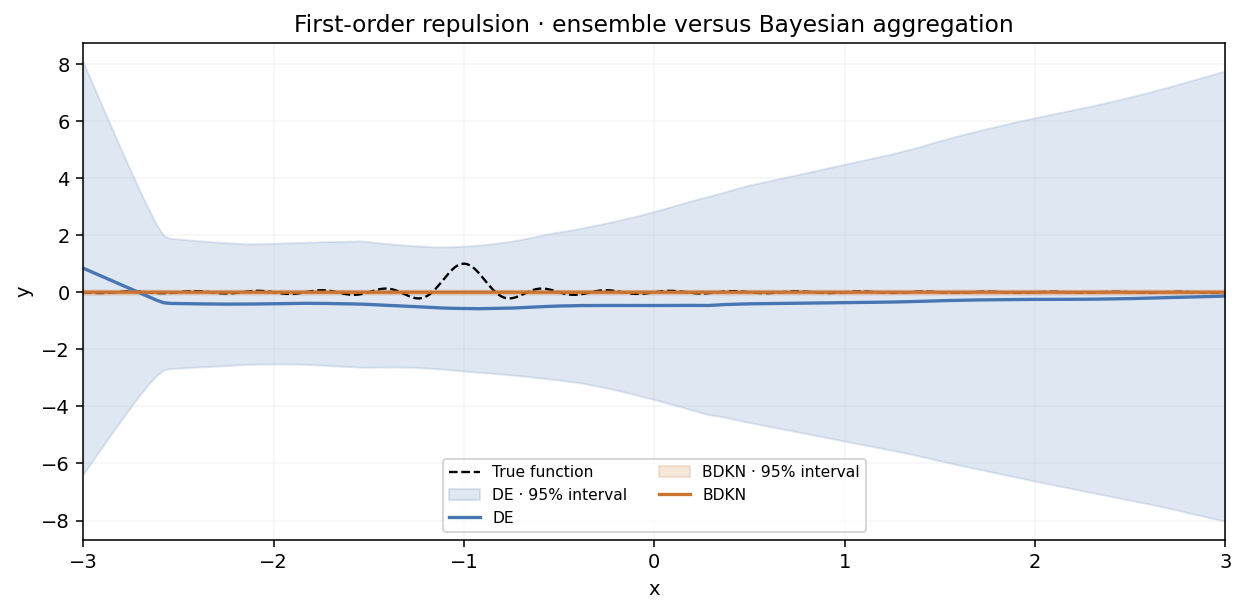 First-order repulsion · ensemble versus Bayesian aggregation
y
8
6
4
2
0
−2
−4
−6
−8
True function
DE · 95% interval
DE
BDKN · 95% interval
BDKN
−3
−2
−1
0
1
2
3
x